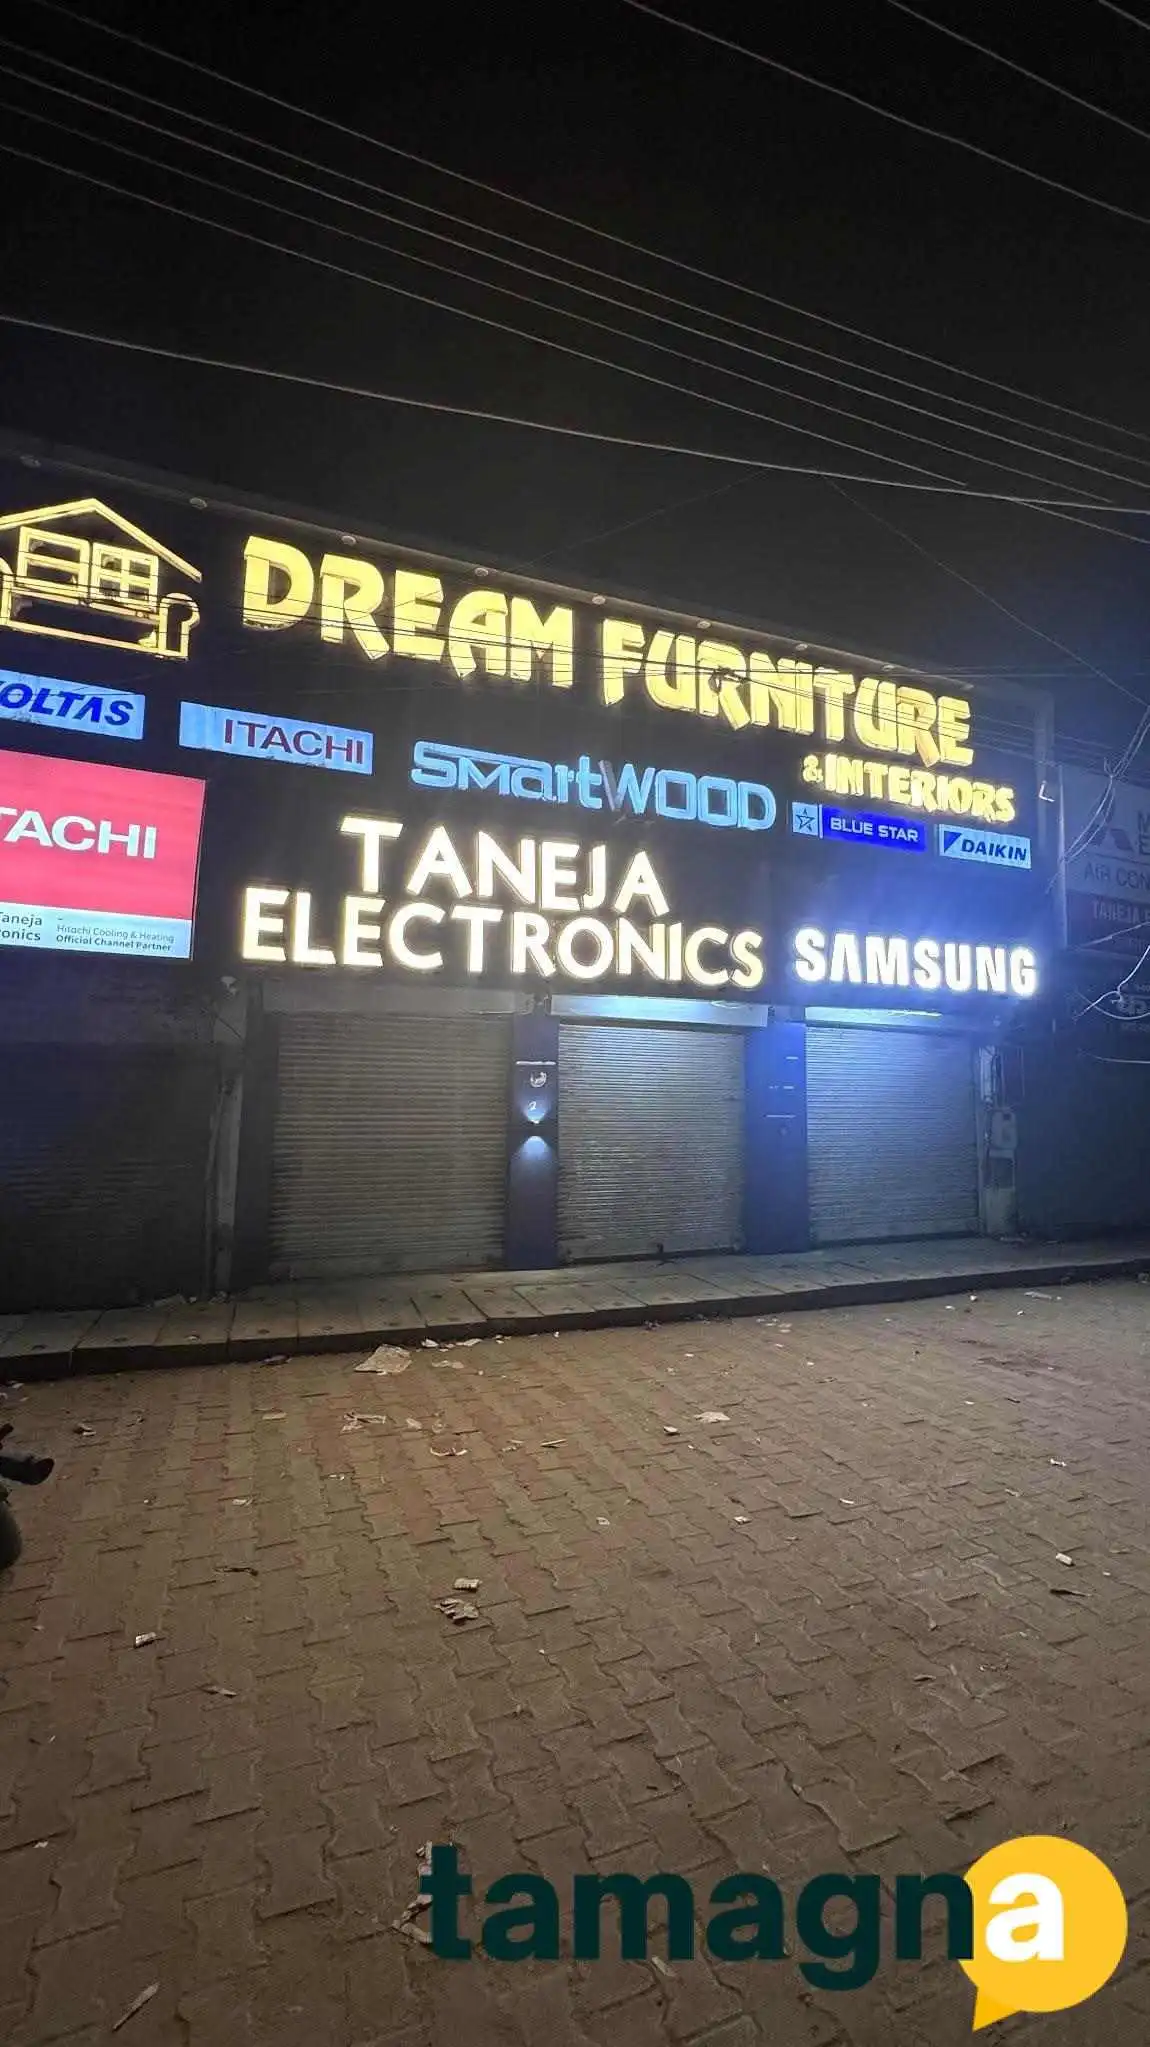 DREAM FURNITURE
& INTERIORS
OLTAS
ITACHI
smartWOOD
BLUE STAR
DAIKIN
TACHI
TANEJA
ELECTRONICS
SAMSUNG
Taneja
onics
Hitachi Cooling & Heating
Official Channel Partner
AIR CON
TANEJA E
tamagna